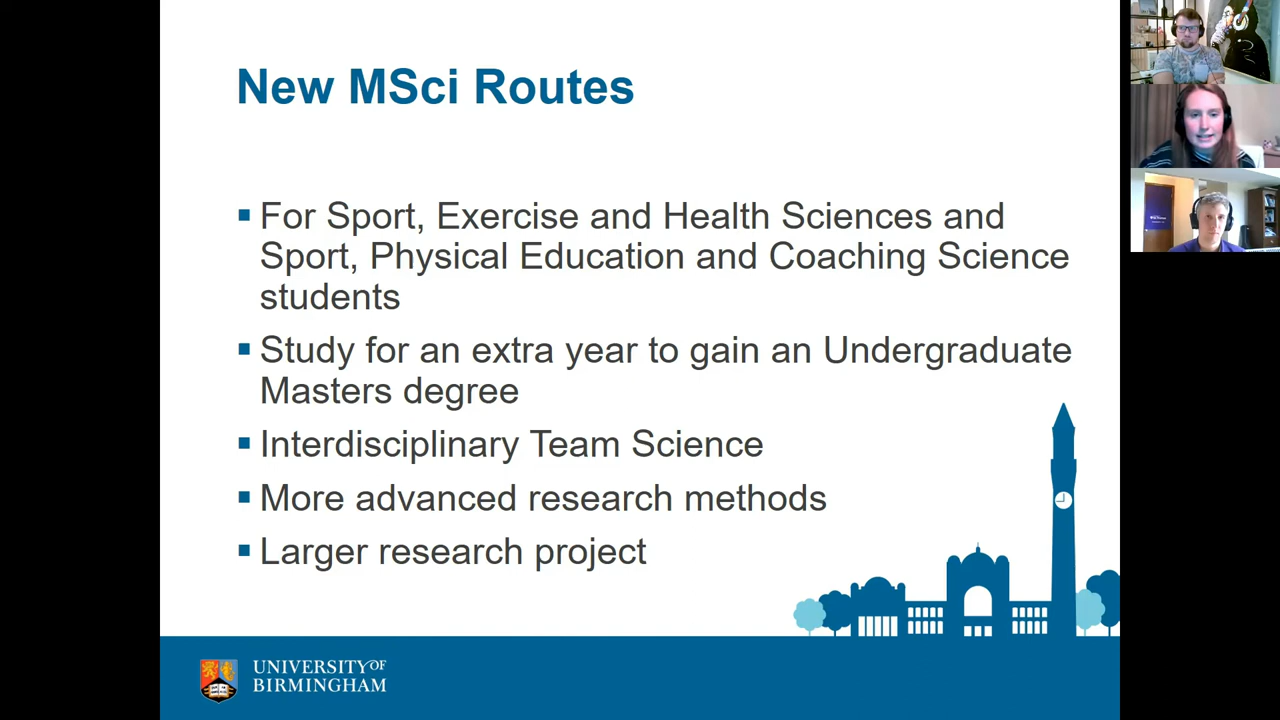 New MSci Routes
For Sport, Exercise and Health Sciences and
Sport, Physical Education and Coaching Science
students
Study for an extra year to gain an Undergraduate
Masters degree
Interdisciplinary Team Science
More advanced research methods
Larger research project
UNIVERSITY OF
BIRMINGHAM